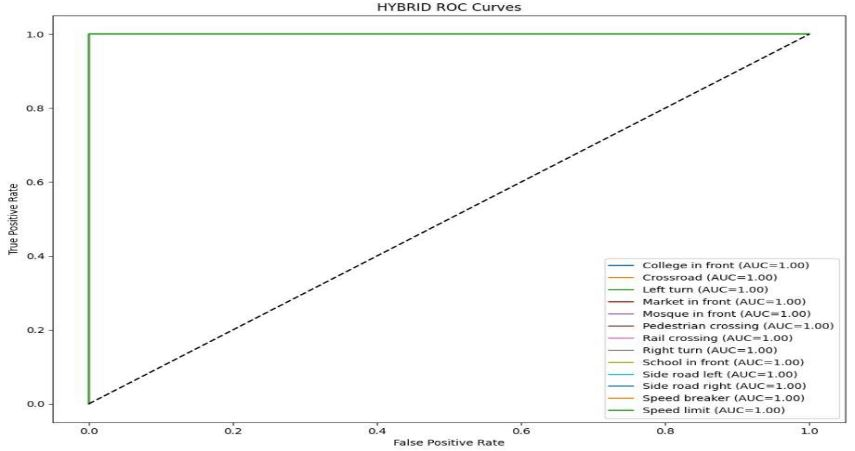 HYBRID ROC Curves
1.0
0.8
0.6
0.4
0.2
0.0
True Positive Rate
0.0 0.2 0.4 0.6 0.8 1.0
False Positive Rate
College in front (AUC=1.00)
Crossroad (AUC=1.00)
Left turn (AUC=1.00)
Market in front (AUC=1.00)
Mosque in front (AUC=1.00)
Pedestrian crossing (AUC=1.00)
Rail crossing (AUC=1.00)
Right turn (AUC=1.00)
School in front (AUC=1.00)
Side road left (AUC=1.00)
Side road right (AUC=1.00)
Speed breaker (AUC=1.00)
Speed limit (AUC=1.00)